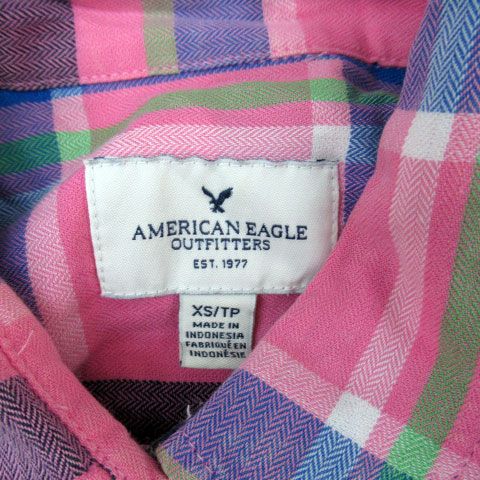 AMERICAN EAGLE
OUTFITTERS
EST. 1977
XS/TP
MADE IN
INDONESIA
FABRIQUÉ EN
INDONÉSIE